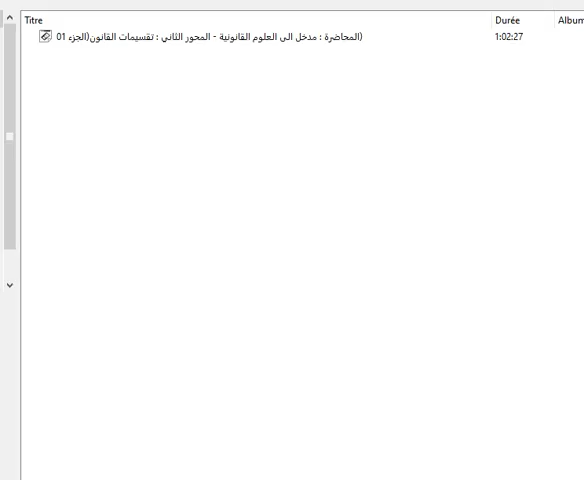 Titre Durée Album
المحاضرة : مدخل الى العلوم القانونية - المحور الثاني : تقسيمات القانون(الجزء 01) 1:02:27